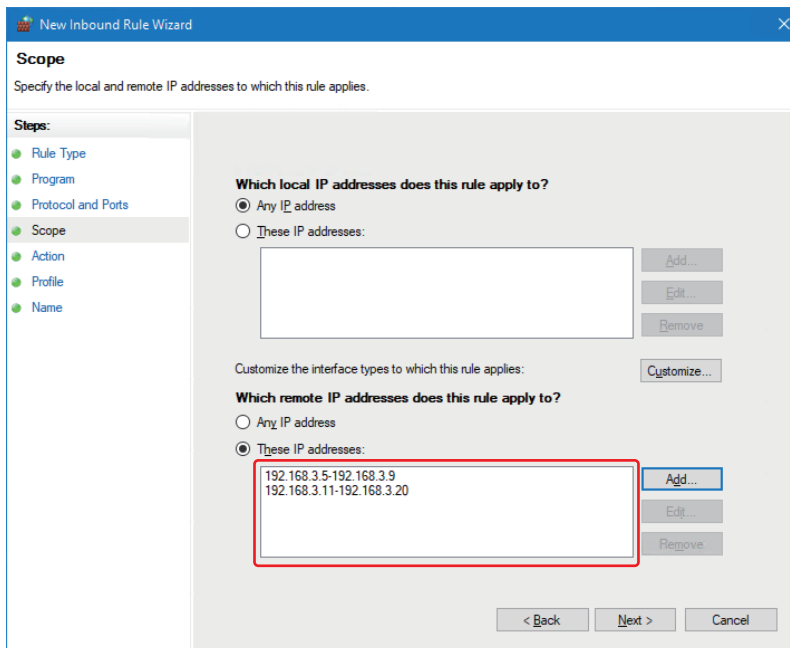 New Inbound Rule Wizard
Scope
Specify the local and remote IP addresses to which this rule applies.
Steps:
Rule Type
Program
Protocol and Ports
Scope
Action
Profile
Name
Which local IP addresses does this rule apply to?
Any IP address
These IP addresses:
Add...
Edit...
Remove
Customize the interface types to which this rule applies:
Customize...
Which remote IP addresses does this rule apply to?
Any IP address
These IP addresses:
192.168.3.5-192.168.3.9
192.168.3.11-192.168.3.20
Add...
Edit...
Remove
< Back
Next >
Cancel